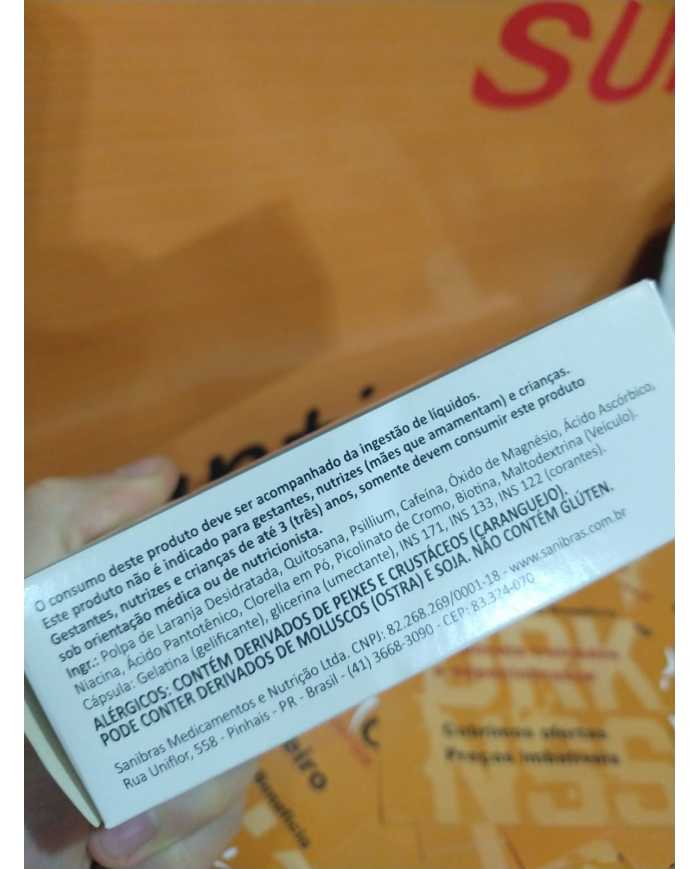 O consumo deste produto deve ser acompanhado da ingestão de líquidos.
Este produto não é indicado para gestantes, nutrizes (mães que amamentam) e crianças.
Gestantes, nutrizes e crianças de até 3 (três) anos, somente devem consumir este produto
sob orientação médica ou de nutricionista.
Ingr.: Polpa de Laranja Desidratada, Quitosana, Psillium, Cafeína, Óxido de Magnésio, Ácido Ascórbico,
Niacina, Ácido Pantotênico, Clorella em Pó, Picolinato de Cromo, Biotina, Maltodextrina (Veículo).
Cápsula: Gelatina (gelificante), glicerina (umectante), INS 171, INS 133, INS 122 (corantes).
ALÉRGICOS: CONTÉM DERIVADOS DE PEIXES E CRUSTÁCEOS (CARANGUEJO).
PODE CONTER DERIVADOS DE MOLUSCOS (OSTRA) E SOJA. NÃO CONTÉM GLÚTEN.
Sanibras Medicamentos e Nutrição Ltda. CNPJ: 82.268.269/0001-18 - www.sanibras.com.br
Rua Uniflor, 558 - Pinhais - PR - Brasil - (41) 3668-3090 - CEP: 83.324-070
Cobrimos ofertas
Preços imbatíveis
Benefício